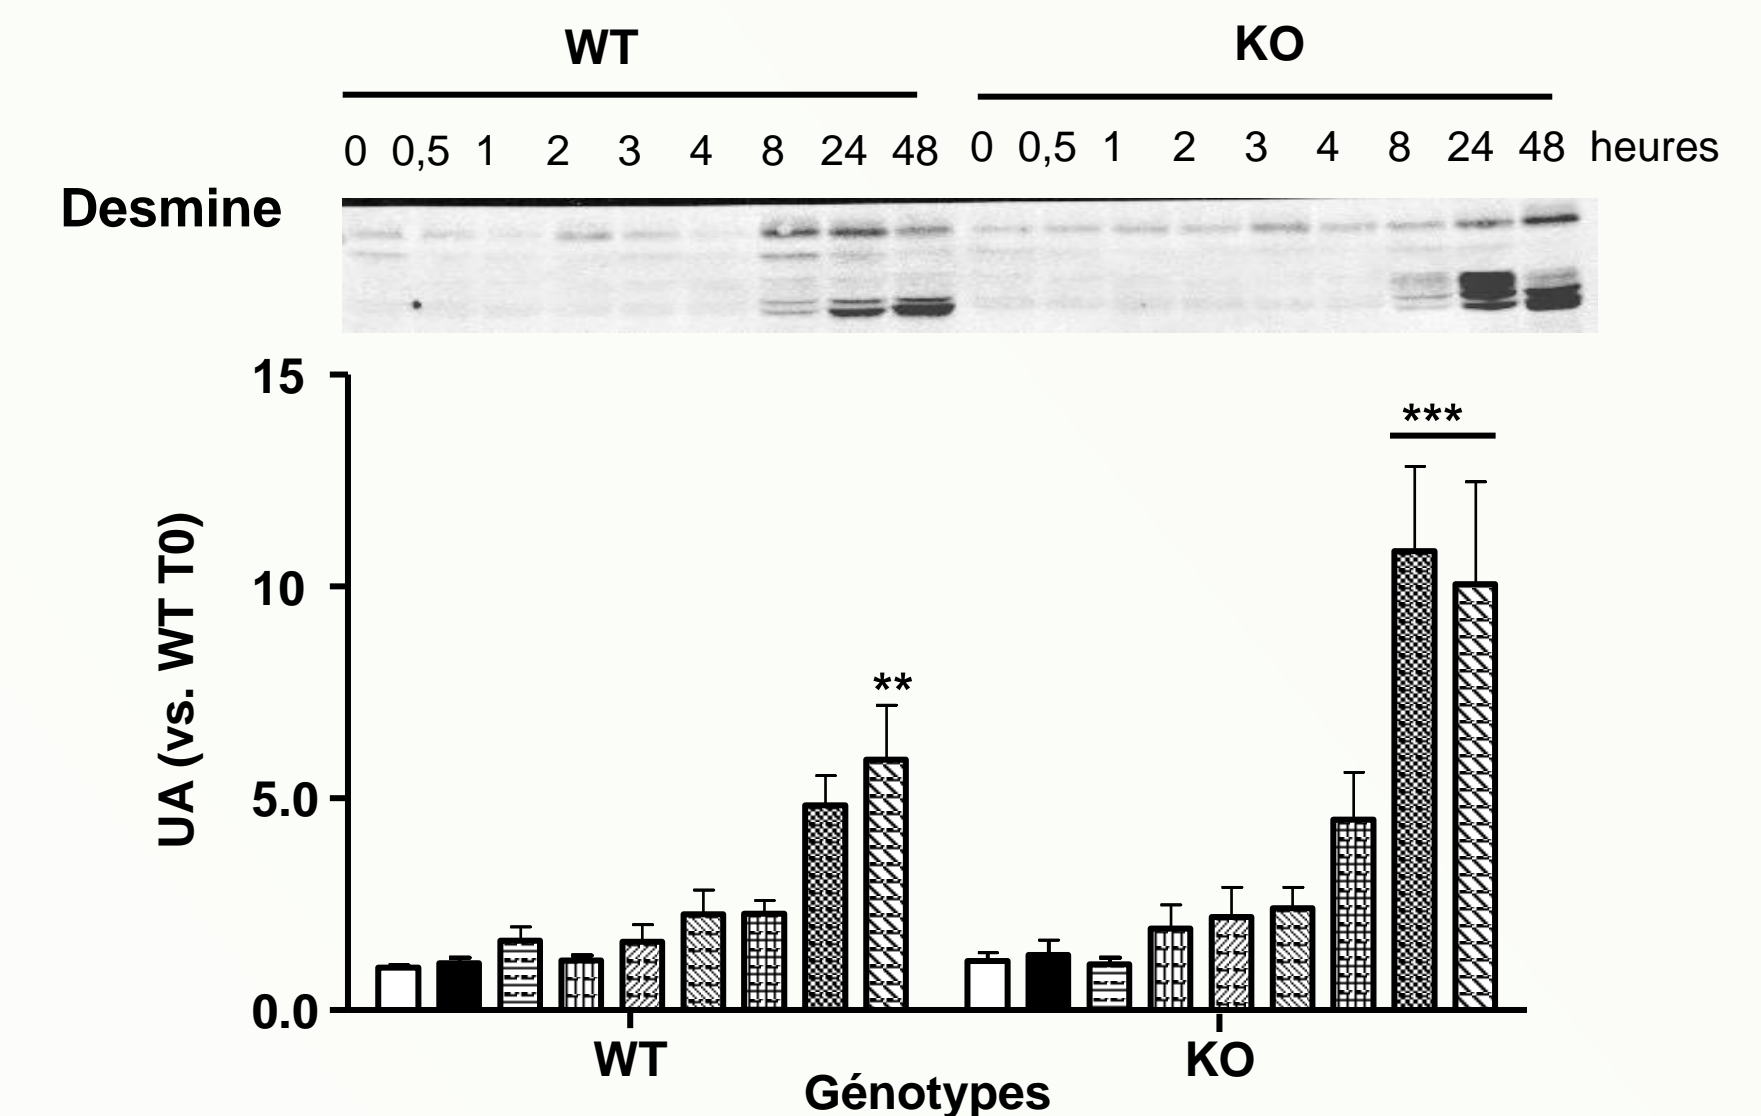 WT KO
0 0,5 1 2 3 4 8 24 48 0 0,5 1 2 3 4 8 24 48 heures
Desmine
15
***
10
UA (vs. WT T0)
**
5.0
0.0
WT KO
Génotypes